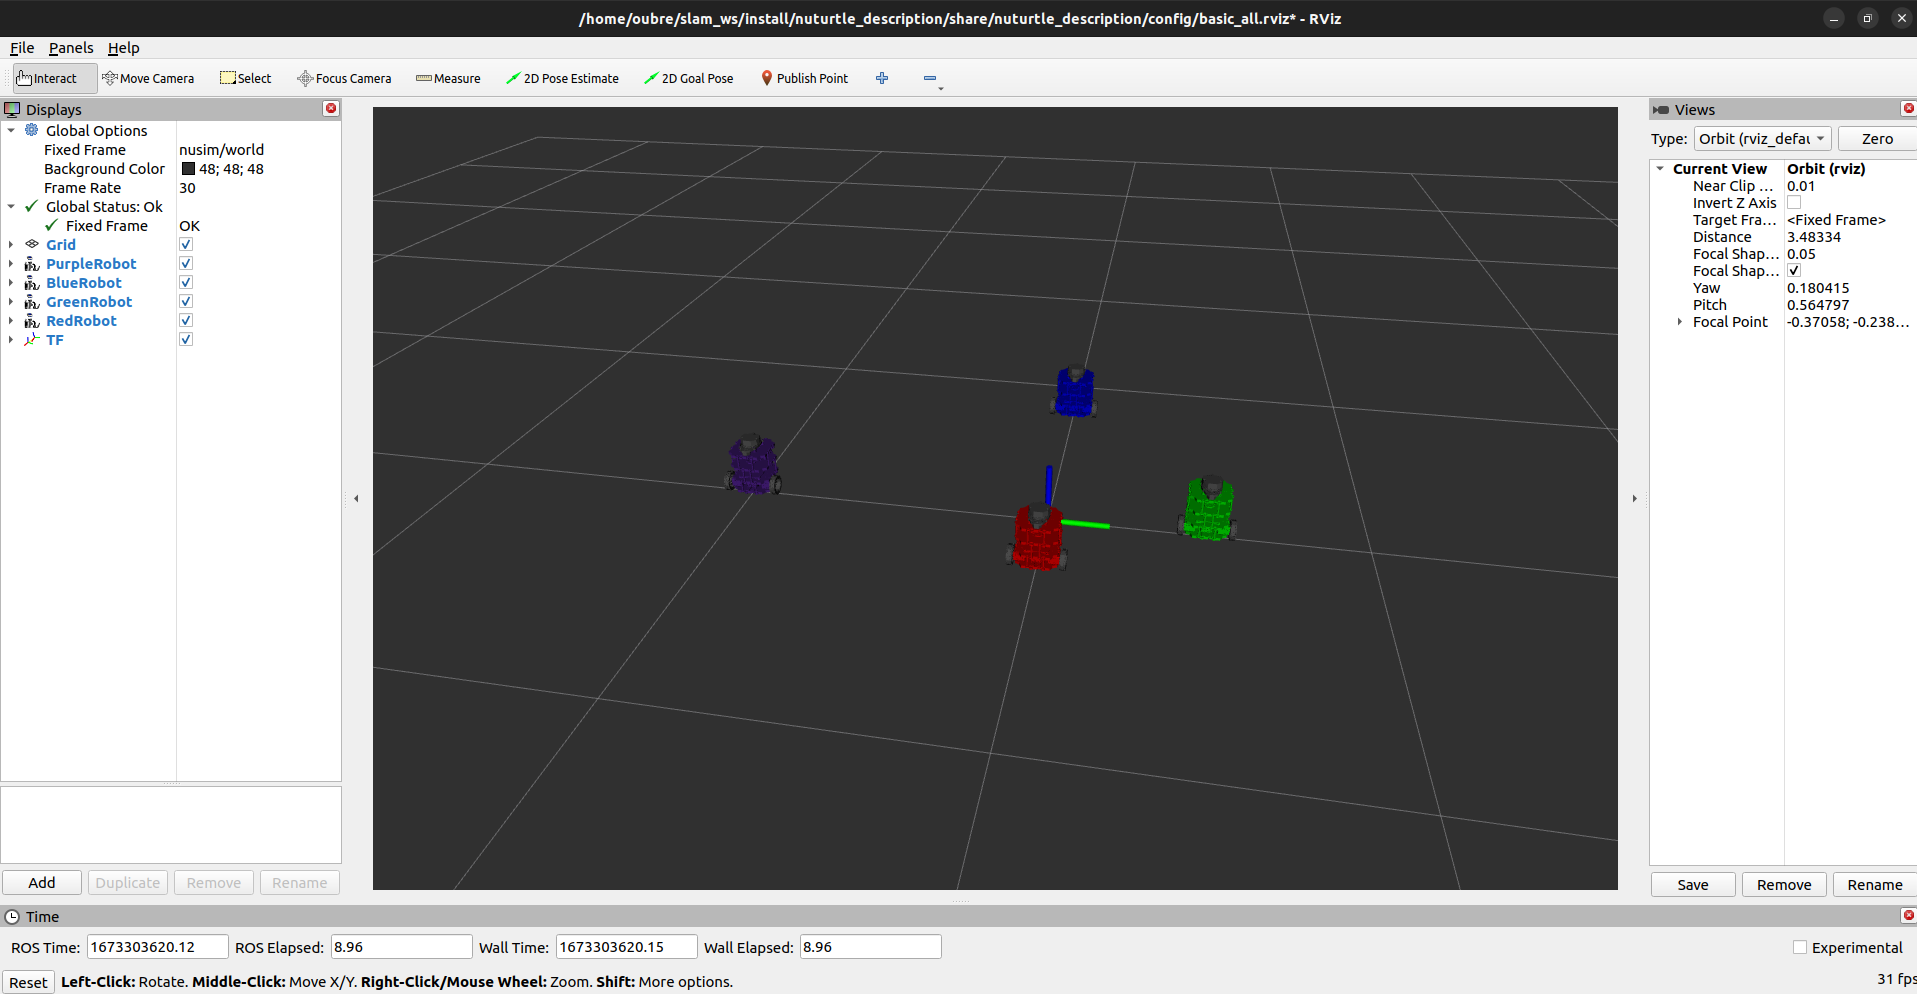 /home/oubre/slam_ws/install/nuturtle_description/share/nuturtle_description/config/basic_all.rviz* - RViz
File Panels Help
Interact Move Camera Select Focus Camera Measure 2D Pose Estimate 2D Goal Pose Publish Point
Displays
Global Options
Fixed Frame nusim/world
Background Color 48; 48; 48
Frame Rate 30
Global Status: Ok
Fixed Frame OK
Grid
PurpleRobot
BlueRobot
GreenRobot
RedRobot
TF
Add Duplicate Remove Rename
Views
Type: Orbit (rviz_defau Zero
Current View Orbit (rviz)
Near Clip ... 0.01
Invert Z Axis
Target Fra... <Fixed Frame>
Distance 3.48334
Focal Shap... 0.05
Focal Shap...
Yaw 0.180415
Pitch 0.564797
Focal Point -0.37058; -0.238...
Save Remove Rename
Time
ROS Time: 1673303620.12 ROS Elapsed: 8.96 Wall Time: 1673303620.15 Wall Elapsed: 8.96 Experimental
Reset Left-Click: Rotate. Middle-Click: Move X/Y. Right-Click/Mouse Wheel: Zoom. Shift: More options. 31 fps